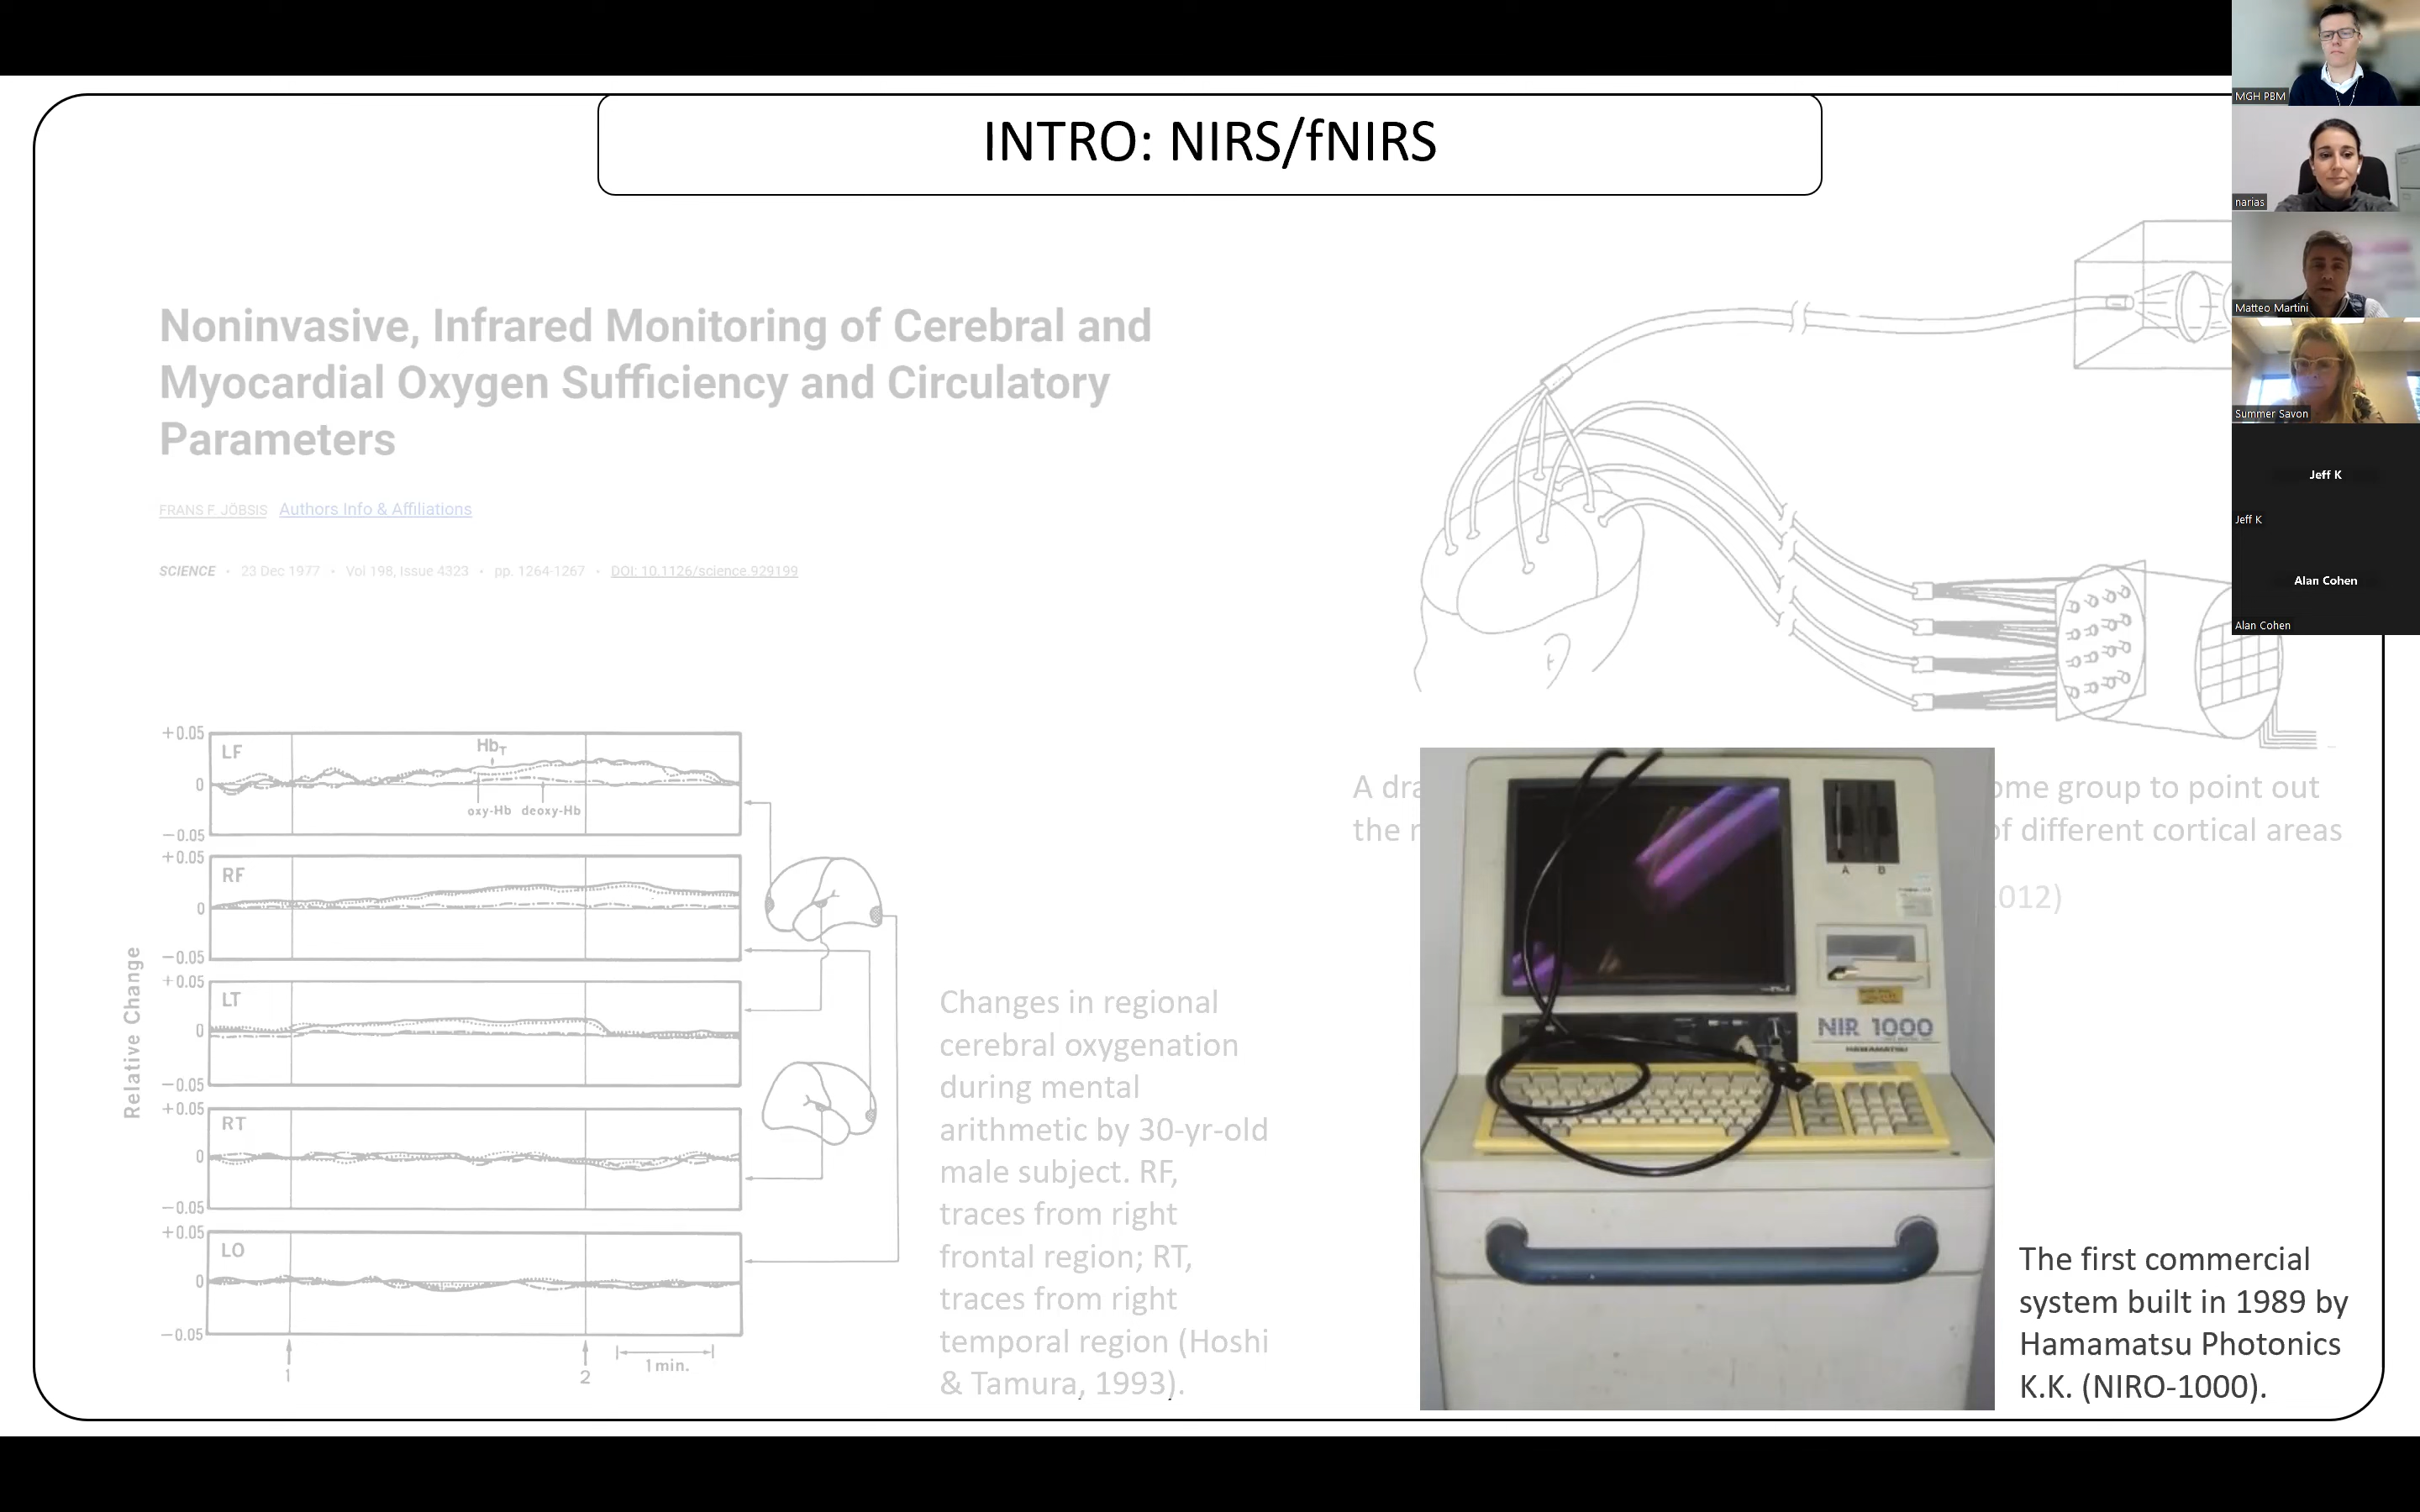 INTRO: NIRS/fNIRS
Noninvasive, Infrared Monitoring of Cerebral and
Myocardial Oxygen Sufficiency and Circulatory
Parameters
FRANS F. JÖBSIS Authors Info & Affiliations
SCIENCE • 23 Dec 1977 • Vol 198, Issue 4323 • pp. 1264-1267 • DOI: 10.1126/science.929199
Relative Change
+0.05
LF
HbT
0
oxy-Hb deoxy-Hb
−0.05
+0.05
RF
0
−0.05
+0.05
LT
0
−0.05
+0.05
RT
0
−0.05
+0.05
LO
0
−0.05
1
2
1 min.
Changes in regional
cerebral oxygenation
during mental
arithmetic by 30-yr-old
male subject. RF,
traces from right
frontal region; RT,
traces from right
temporal region (Hoshi
& Tamura, 1993).
A ome group to point out
the of different cortical areas
012)
A B
NIR 1000
HAMAMATSU
The first commercial
system built in 1989 by
Hamamatsu Photonics
K.K. (NIRO-1000).
MGH PBM
narias
Matteo Martini
Summer Savon
Jeff K
Jeff K
Alan Cohen
Alan Cohen